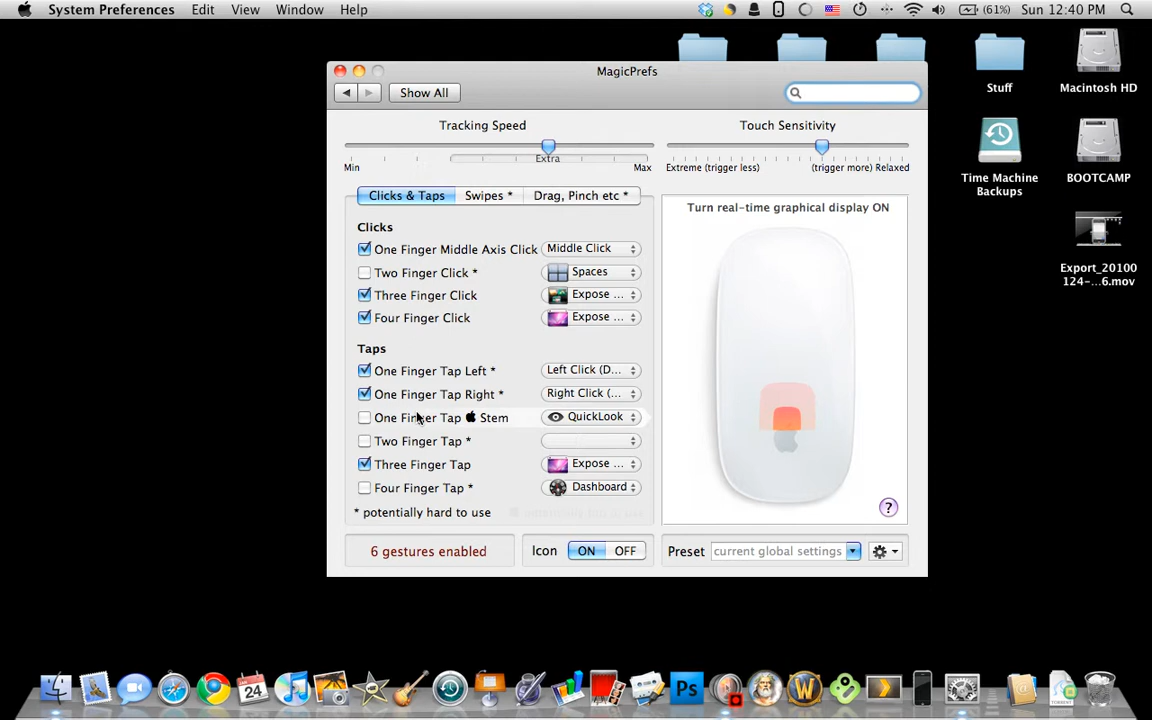 System Preferences Edit View Window Help (61%) Sun 12:40 PM
MagicPrefs
Show All
Stuff
Macintosh HD
Time Machine
Backups
BOOTCAMP
Export_20100
124-...6.mov
Tracking Speed
Min Extra Max
Touch Sensitivity
Extreme (trigger less) (trigger more) Relaxed
Clicks & Taps Swipes * Drag, Pinch etc *
Clicks
One Finger Middle Axis Click Middle Click
Two Finger Click * Spaces
Three Finger Click Expose ...
Four Finger Click Expose ...
Taps
One Finger Tap Left * Left Click (D...
One Finger Tap Right * Right Click (...
One Finger Tap Stem QuickLook
Two Finger Tap *
Three Finger Tap Expose ...
Four Finger Tap * Dashboard
* potentially hard to use
Turn real-time graphical display ON
?
6 gestures enabled
Icon ON OFF
Preset current global settings
JAN
24
Ps
W
TORRENT